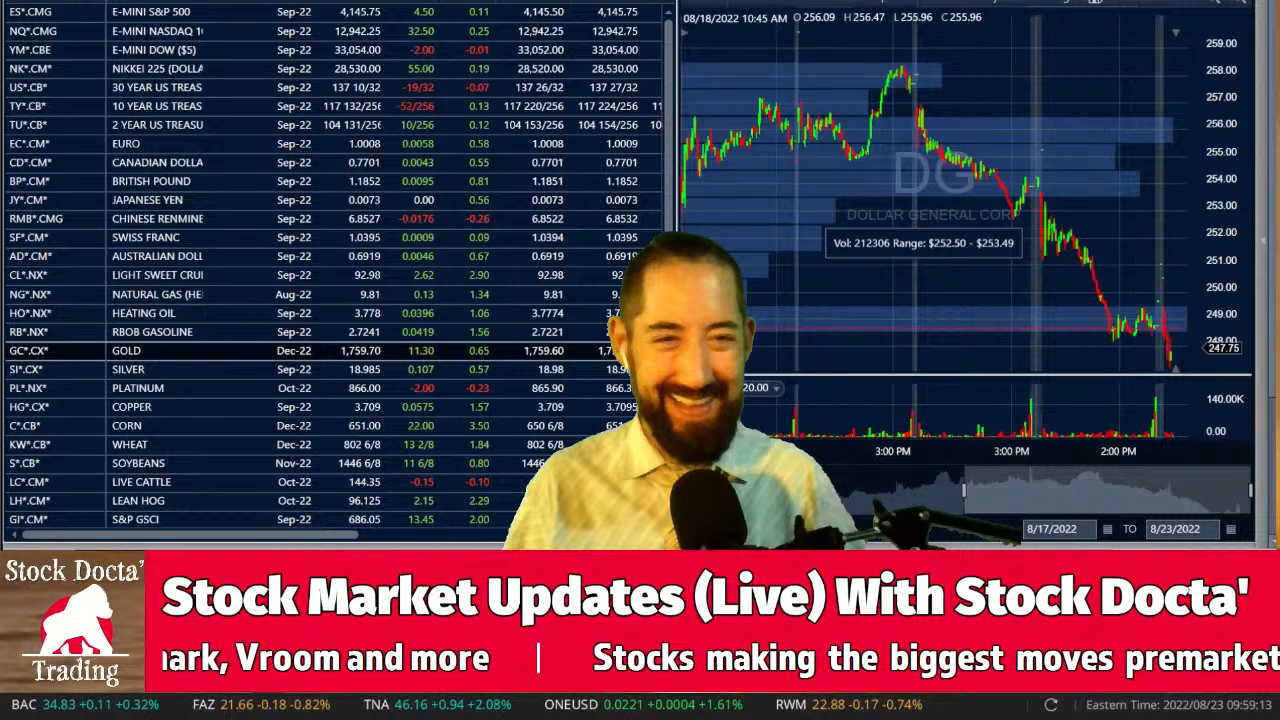 ES*.CMG E-MINI S&P 500 Sep-22 4,145.75 4.50 0.11 4,145.50 4,145.75
NQ*.CMG E-MINI NASDAQ Sep-22 12,942.25 32.50 0.25 12,942.25 12,942.75
YM*.CBE E-MINI DOW ($5) Sep-22 33,054.00 -2.00 -0.01 33,052.00 33,054.00
NK*.CM* NIKKEI 225 (DOLLA Sep-22 28,530.00 55.00 0.19 28,520.00 28,530.00
US*.CB* 30 YEAR US TREAS Sep-22 137 10/32 -19/32 -0.07 137 26/32 137 27/32
TY*.CB* 10 YEAR US TREAS Sep-22 117 132/256 -52/256 0.13 117 220/256 117 224/256 11
TU*.CB* 2 YEAR US TREASU Sep-22 104 131/256 10/256 0.12 104 153/256 104 154/256 10
EC*.CM* EURO Sep-22 1.0008 0.0058 0.58 1.0008 1.0009
CD*.CM* CANADIAN DOLLA Sep-22 0.7701 0.0043 0.55 0.7701 0.7701
BP*.CM* BRITISH POUND Sep-22 1.1852 0.0095 0.81 1.1851 1.1852
JY*.CM* JAPANESE YEN Sep-22 0.0073 0.00 0.56 0.0073 0.0073
RMB*.CMG CHINESE RENMINE Sep-22 6.8527 -0.0176 -0.26 6.8522 6.8532
SF*.CM* SWISS FRANC Sep-22 1.0395 0.0009 0.09 1.0394 1.0395
AD*.CM* AUSTRALIAN DOLL Sep-22 0.6919 0.0046 0.67 0.6919 0.6919
CL*.NX* LIGHT SWEET CRUI Sep-22 92.98 2.62 2.90 92.98
NG*.NX* NATURAL GAS (HE Aug-22 9.81 0.13 1.34 9.81
HO*.NX* HEATING OIL Sep-22 3.778 0.0396 1.06 3.7774 3.7
RB*.NX* RBOB GASOLINE Sep-22 2.7241 0.0419 1.56 2.7221
GC*.CX* GOLD Dec-22 1,759.70 11.30 0.65 1,759.60 1,7
SI*.CX* SILVER Sep-22 18.985 0.107 0.57 18.98 18.9
PL*.NX* PLATINUM Oct-22 866.00 -2.00 -0.23 865.90 866.3
HG*.CX* COPPER Sep-22 3.709 0.0575 1.57 3.709 3.7095
C*.CB* CORN Dec-22 651.00 22.00 3.50 650 6/8 651
KW*.CB* WHEAT Dec-22 802 6/8 13 2/8 1.84 802 6/8
S*.CB* SOYBEANS Nov-22 1446 6/8 11 6/8 0.80 1446
LC*.CM* LIVE CATTLE Oct-22 144.35 -0.15 -0.10
LH*.CM* LEAN HOG Oct-22 96.125 2.15 2.29
GI*.CM* S&P GSCI Sep-22 686.05 13.45 2.00
08/18/2022 10:45 AM O 256.09 H 256.47 L 255.96 C 255.96
259.00
258.00
257.00
256.00
255.00
254.00
253.00
252.00
251.00
250.00
249.00
248.00
247.75
DG
DOLLAR GENERAL COR
Vol: 212306 Range: $252.50 - $253.49
20.00
140.00K
0.00
3:00 PM 3:00 PM 2:00 PM
8/17/2022 TO 8/23/2022
Stock Docta'
Trading
Stock Market Updates (Live) With Stock Docta'
ark, Vroom and more | Stocks making the biggest moves premarket
BAC 34.83 +0.11 +0.32% FAZ 21.66 -0.18 -0.82% TNA 46.16 +0.94 +2.08% ONEUSD 0.0221 +0.0004 +1.61% RWM 22.88 -0.17 -0.74% Eastern Time: 2022/08/23 09:59:13